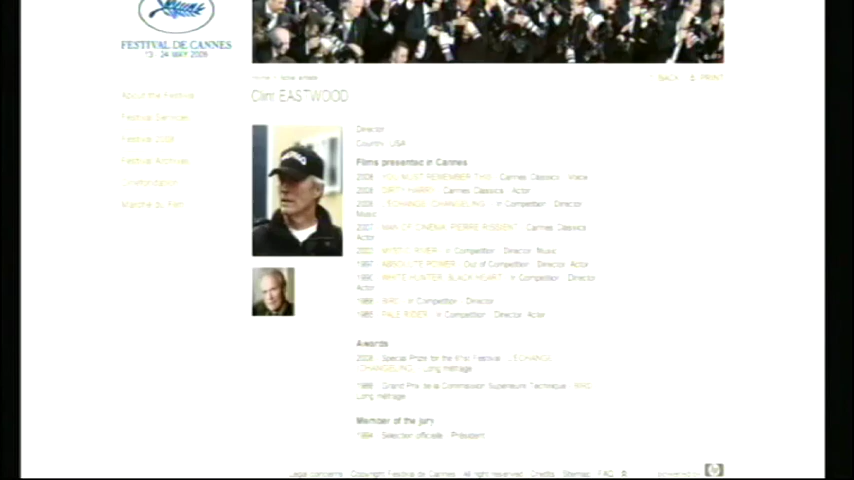 FESTIVAL DE CANNES
Home
BACK PRINT
Clint EASTWOOD
About the Festival
Festival Services
Festival 2008
Festival Archives
Cinéfondation
Marché du Film
Director
Country: USA
Films presented in Cannes
2008 YOU MUST REMEMBER THIS Cannes Classics Voice
2008 DIRTY HARRY Cannes Classics Actor
2008 L'ECHANGE (CHANGELING) In Competition Director
Music
2007 MAN OF CINEMA: PIERRE RISSIENT Cannes Classics
Actor
2003 MYSTIC RIVER In Competition Director, Music
1997 ABSOLUTE POWER Out of Competition Director, Actor
1990 WHITE HUNTER, BLACK HEART In Competition Director
Actor
1988 BIRD In Competition Director
1985 PALE RIDER In Competition Director, Actor
Awards
2008 Special Prize for the 61st Festival L'ECHANGE
(CHANGELING) Long métrage
1988 Grand Prix de la Commission Supérieure Technique BIRD
Long métrage
Member of the jury
1994 Sélection officielle Président
Legal concerns Copyright Festival de Cannes All right reserved Credits Sitemap FAQ
hp